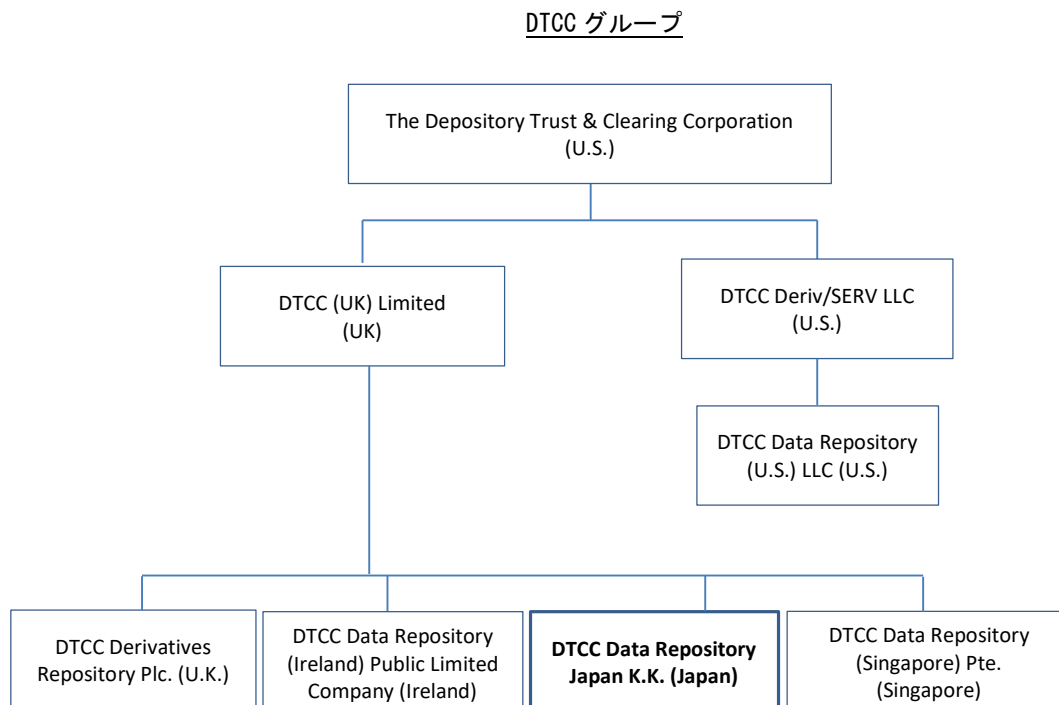 DTCC グループ
The Depository Trust & Clearing Corporation
(U.S.)
DTCC (UK) Limited
(UK)
DTCC Deriv/SERV LLC
(U.S.)
DTCC Data Repository
(U.S.) LLC (U.S.)
DTCC Derivatives
Repository Plc. (U.K.)
DTCC Data Repository
(Ireland) Public Limited
Company (Ireland)
DTCC Data Repository
Japan K.K. (Japan)
DTCC Data Repository
(Singapore) Pte.
(Singapore)